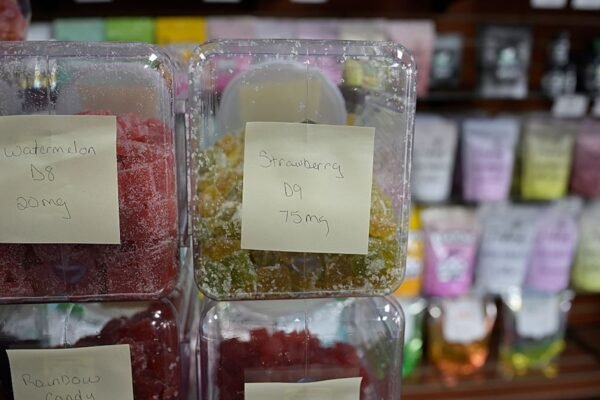 Watermelon
D8
20mg
Strawberry
D9
75mg
Rainbow
Candy